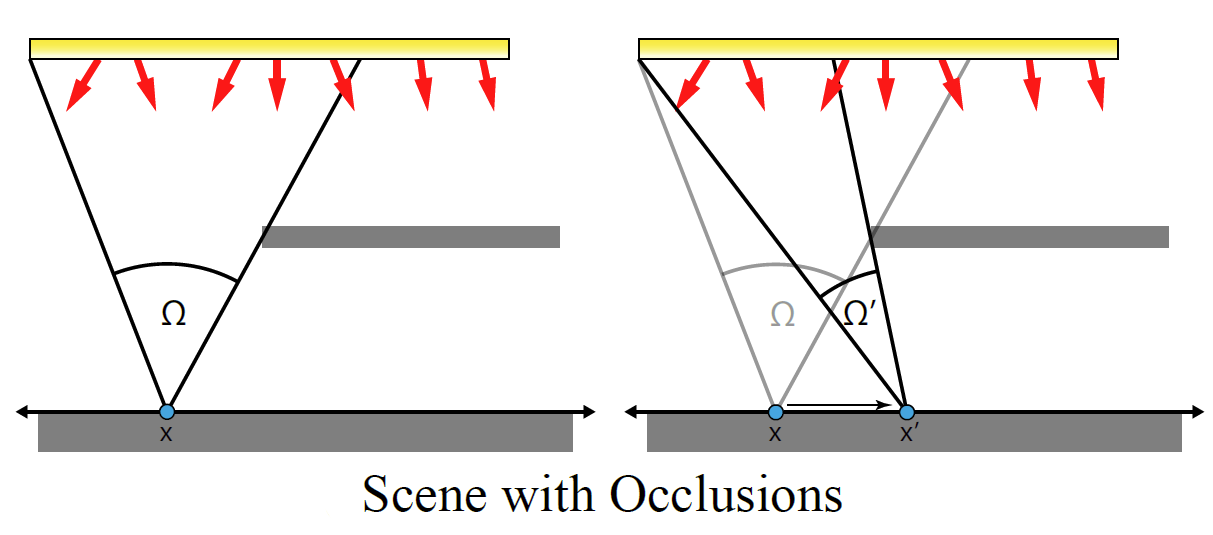 Ω
x
Ω Ω′
x x′
Scene with Occlusions